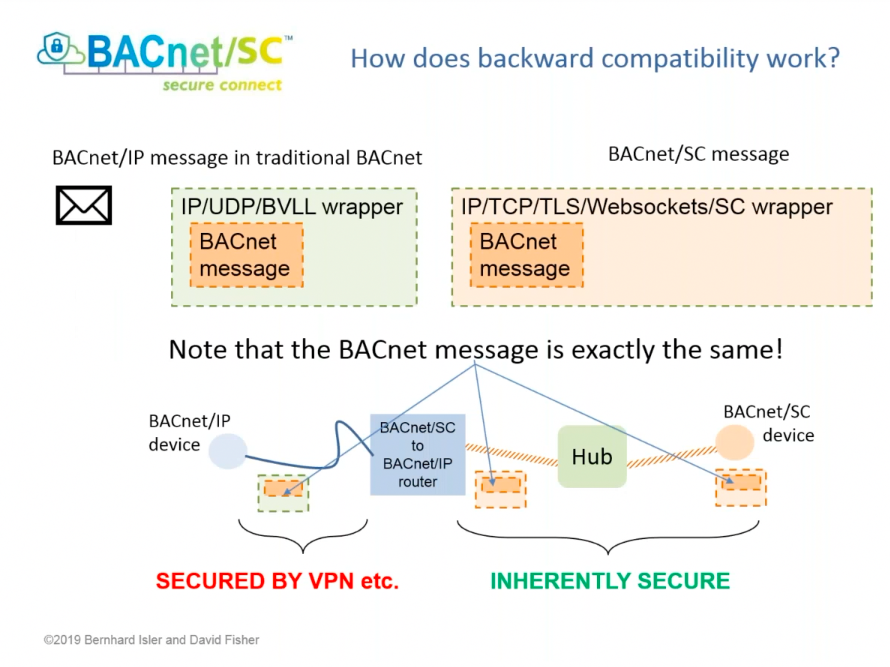 BACnet/SC™
secure connect
How does backward compatibility work?
BACnet/IP message in traditional BACnet
BACnet/SC message
IP/UDP/BVLL wrapper
BACnet
message
IP/TCP/TLS/Websockets/SC wrapper
BACnet
message
Note that the BACnet message is exactly the same!
BACnet/IP
device
BACnet/SC
to
BACnet/IP
router
Hub
BACnet/SC
device
SECURED BY VPN etc.
INHERENTLY SECURE
©2019 Bernhard Isler and David Fisher